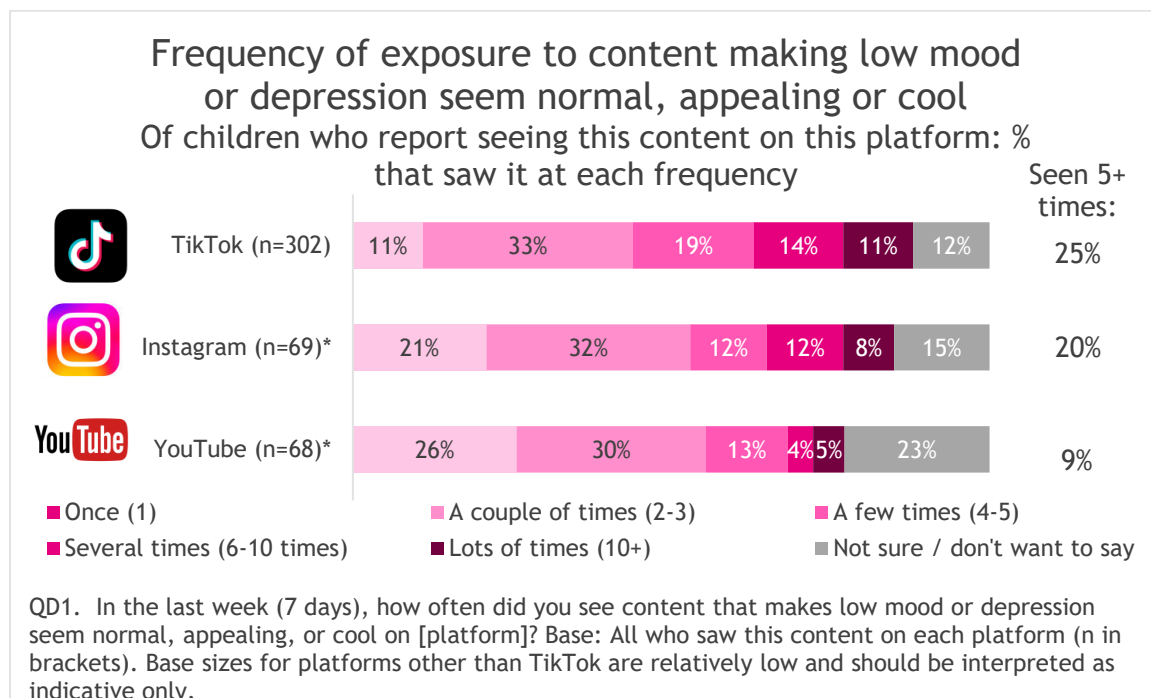 Frequency of exposure to content making low mood
or depression seem normal, appealing or cool
Of children who report seeing this content on this platform: %
that saw it at each frequency
Seen 5+
times:
TikTok (n=302)
11% 33% 19% 14% 11% 12%
25%
Instagram (n=69)*
21% 32% 12% 12% 8% 15%
20%
YouTube
YouTube (n=68)*
26% 30% 13% 4% 5% 23%
9%
Once (1) A couple of times (2-3) A few times (4-5)
Several times (6-10 times) Lots of times (10+) Not sure / don't want to say
QD1. In the last week (7 days), how often did you see content that makes low mood or depression
seem normal, appealing, or cool on [platform]? Base: All who saw this content on each platform (n in
brackets). Base sizes for platforms other than TikTok are relatively low and should be interpreted as
indicative only.